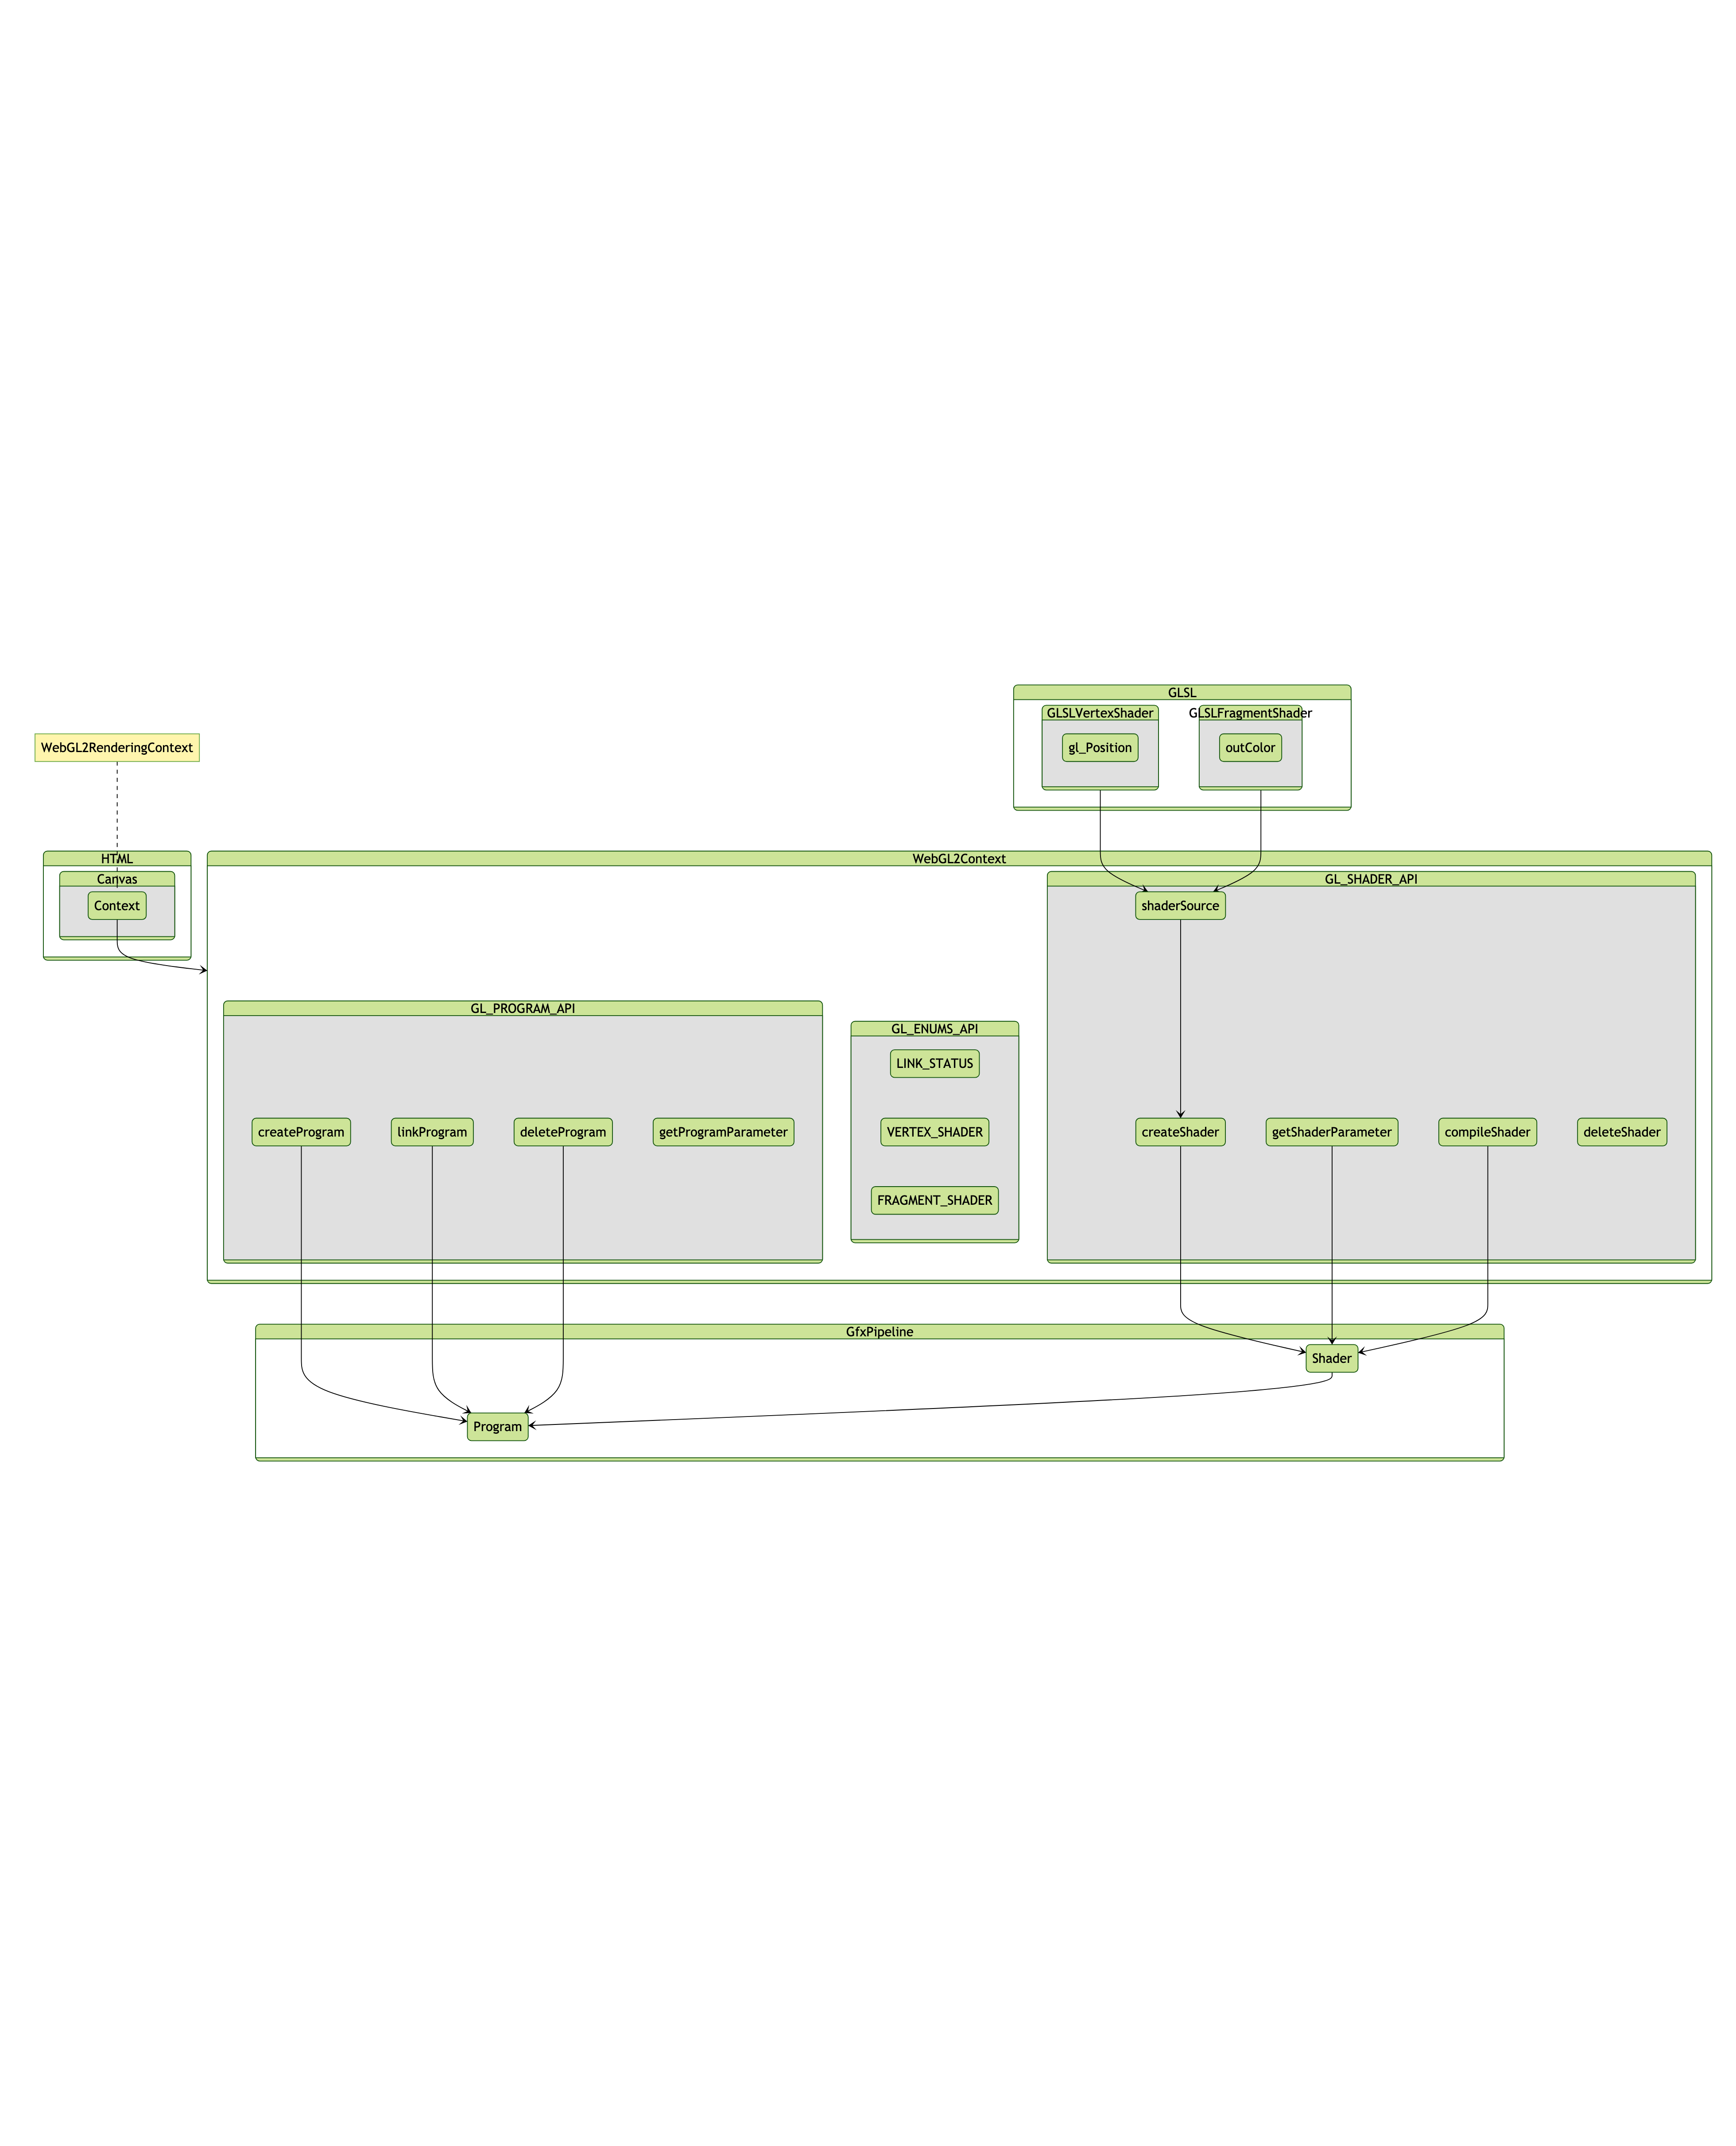 GLSL
GLSLVertexShader
GLSLFragmentShader
gl_Position
outColor
WebGL2RenderingContext
HTML
Canvas
Context
WebGL2Context
GL_SHADER_API
shaderSource
GL_PROGRAM_API
createProgram
linkProgram
deleteProgram
getProgramParameter
GL_ENUMS_API
LINK_STATUS
VERTEX_SHADER
FRAGMENT_SHADER
createShader
getShaderParameter
compileShader
deleteShader
GfxPipeline
Shader
Program